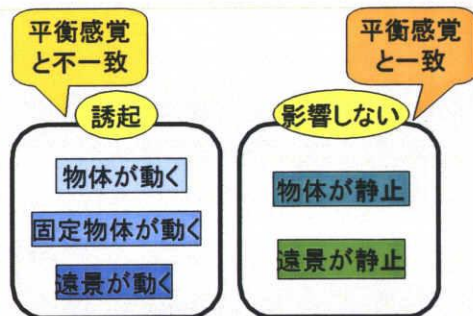 平衡感覚
と不一致
平衡感覚
と一致
誘起
影響しない
物体が動く
固定物体が動く
遠景が動く
物体が静止
遠景が静止